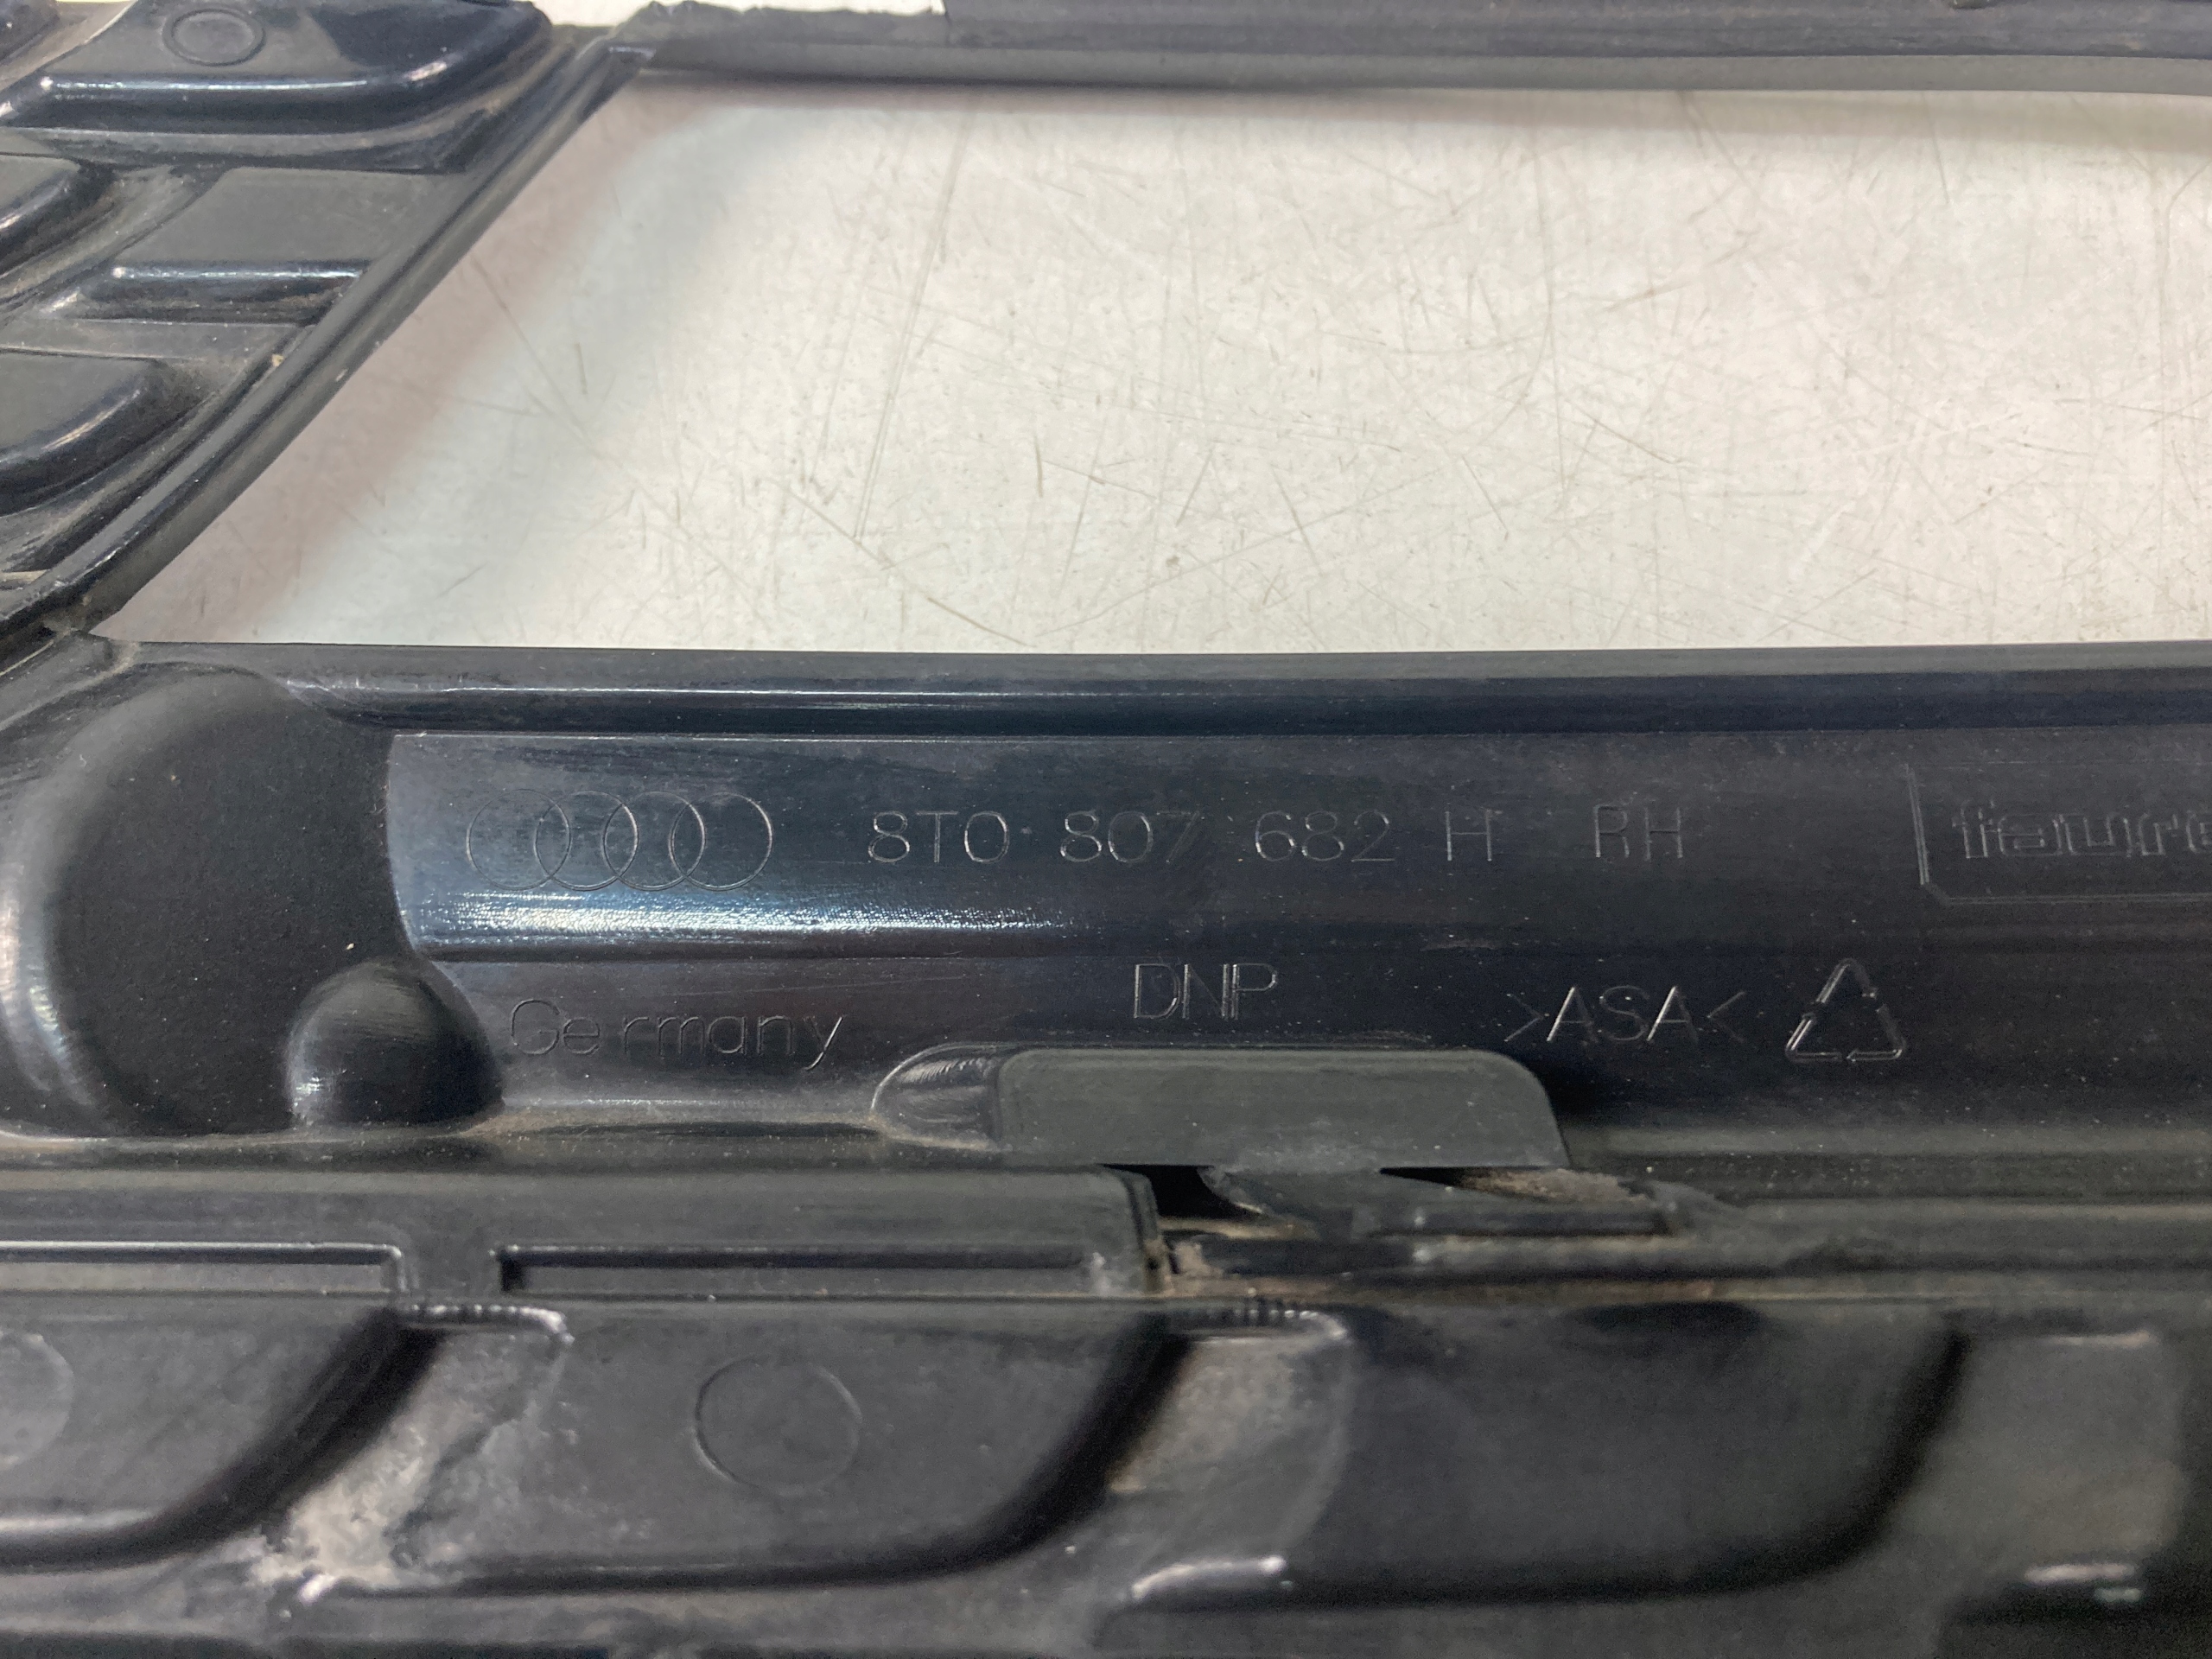 8T0 807 682 H RH
DNP
Germany >ASA<